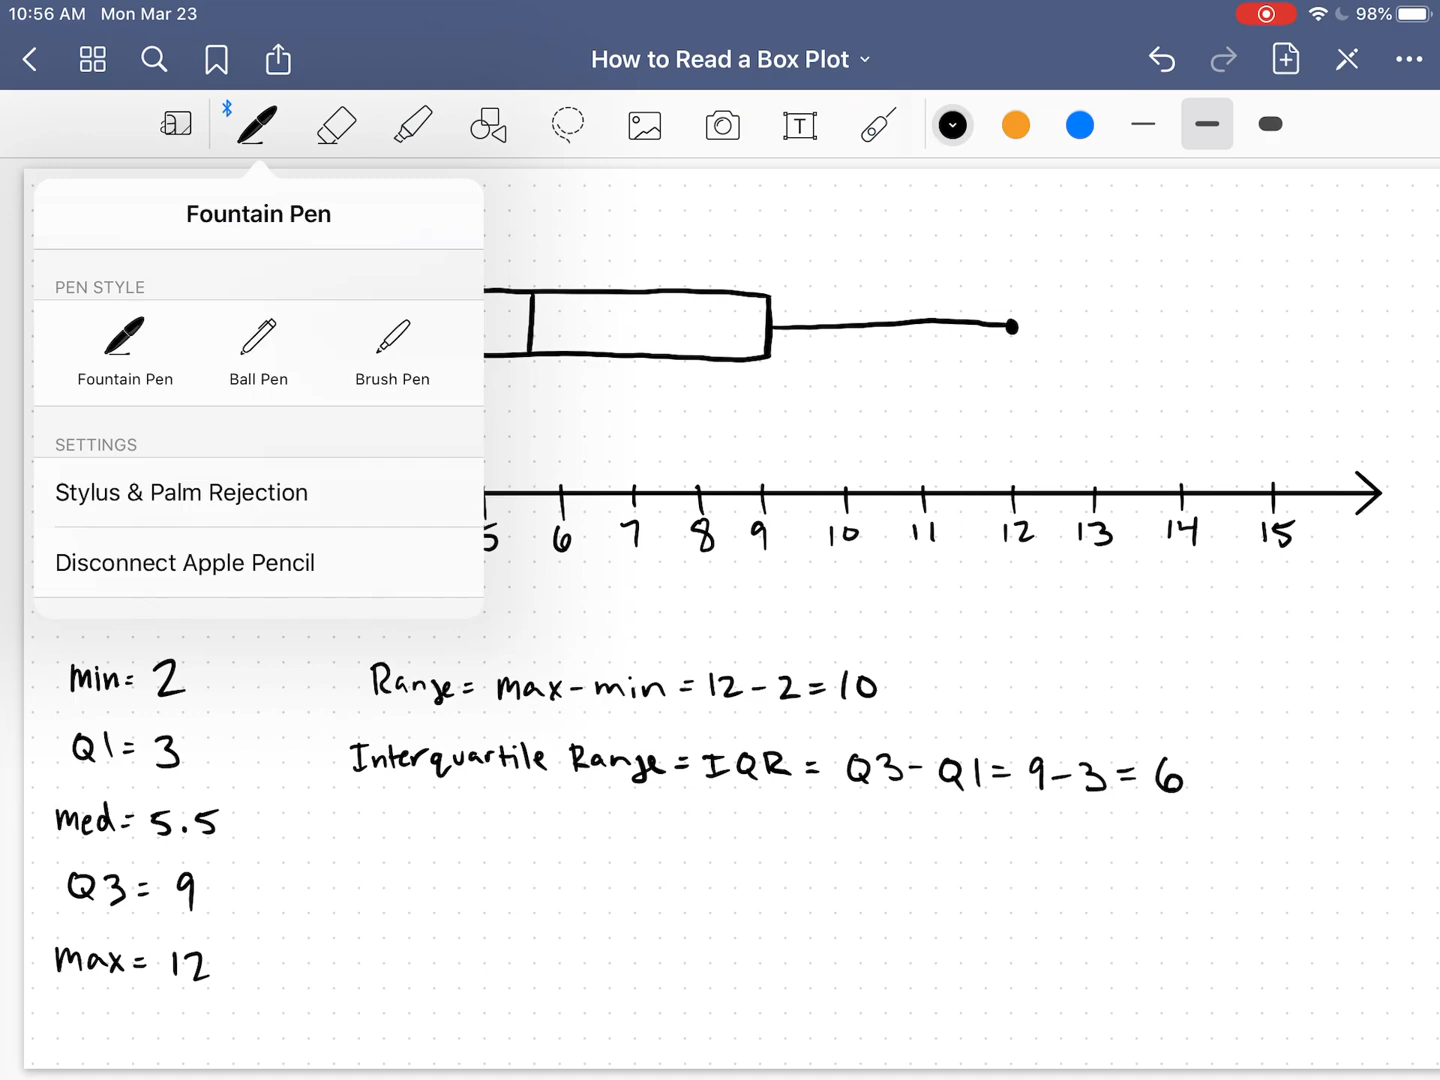 10:56 AM Mon Mar 23
98%
How to Read a Box Plot
a
T
Fountain Pen
PEN STYLE
Fountain Pen Ball Pen Brush Pen
SETTINGS
Stylus & Palm Rejection
Disconnect Apple Pencil
5 6 7 8 9 10 11 12 13 14 15
min= 2
Range= max-min=12-2=10
Q1= 3
Interquartile Range=IQR= Q3-Q1=9-3=6
med= 5.5
Q3= 9
max= 12